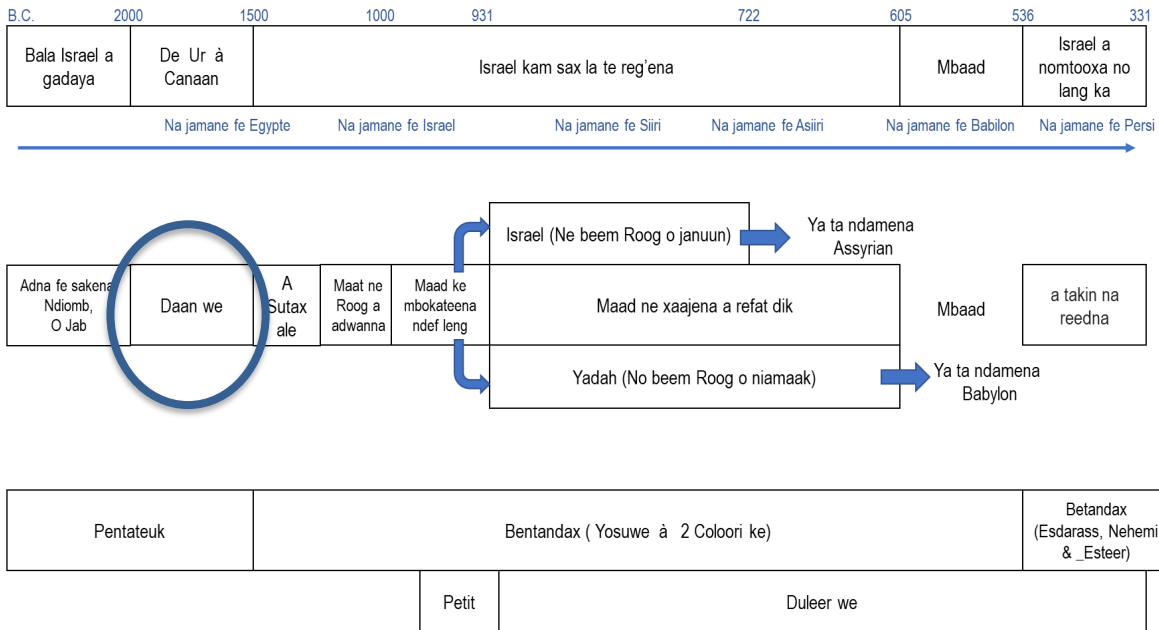 B.C. 2000 1500 1000 931 722 605 536 331
Bala Israel a
gadaya
De Ur à
Canaan
Israel kam sax la te reg'ena
Mbaad
Israel a
nomtooxa no
lang ka
Na jamane fe Egypte
Na jamane fe Israel
Na jamane fe Siiri
Na jamane fe Asiiri
Na jamane fe Babilon
Na jamane fe Persi
Israel (Ne beem Roog o januun)
Ya ta ndamena
Assyrian
Adna fe sakena
Ndiomb,
O Jab
Daan we
A
Sutax
ale
Maat ne
Roog a
adwanna
Maad ke
mbokateena
ndef leng
Maad ne xaajena a refat dik
Mbaad
a takin na
reedna
Yadah (No beem Roog o niamaak)
Ya ta ndamena
Babylon
Pentateuk
Bentandax ( Yosuwe à 2 Coloori ke)
Betandax
(Esdarass, Nehemi
& _Esteer)
Petit
Duleer we